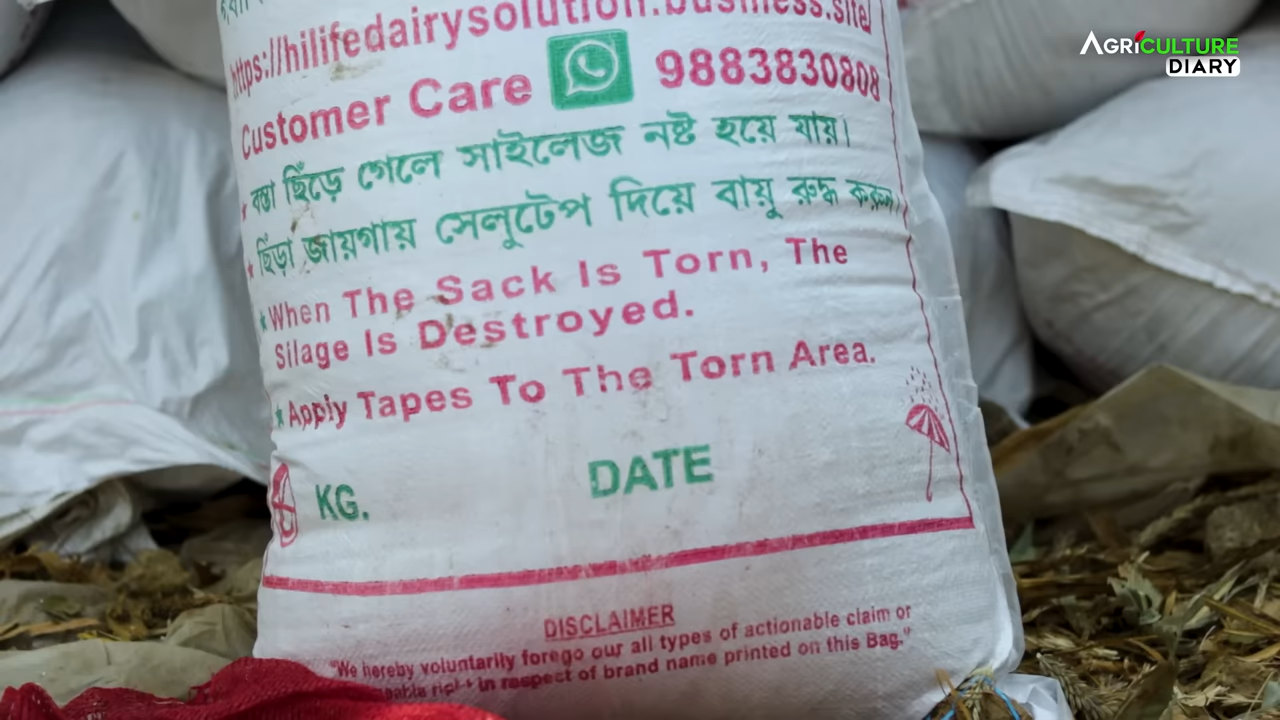 https://hilifedairysolution.business.site/
Customer Care 9883830808
* বস্তা ছিঁড়ে গেলে সাইলেজ নষ্ট হয়ে যায়।
* ছিঁড়া জায়গায় সেলুটেপ দিয়ে বায়ু রুদ্ধ করুন।
* When The Sack Is Torn, The
Silage Is Destroyed.
* Apply Tapes To The Torn Area.
KG. DATE
DISCLAIMER
"We hereby voluntarily forego our all types of actionable claim or
in respect of brand name printed on this Bag."
AGRICULTURE
DIARY